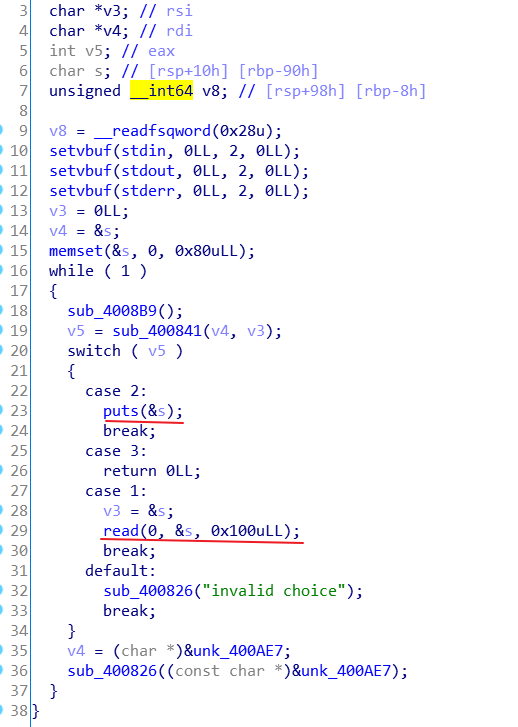 3 char *v3; // rsi
4 char *v4; // rdi
5 int v5; // eax
6 char s; // [rsp+10h] [rbp-90h]
7 unsigned __int64 v8; // [rsp+98h] [rbp-8h]
8
9 v8 = __readfsqword(0x28u);
10 setvbuf(stdin, 0LL, 2, 0LL);
11 setvbuf(stdout, 0LL, 2, 0LL);
12 setvbuf(stderr, 0LL, 2, 0LL);
13 v3 = 0LL;
14 v4 = &s;
15 memset(&s, 0, 0x80uLL);
16 while ( 1 )
17 {
18 sub_4008B9();
19 v5 = sub_400841(v4, v3);
20 switch ( v5 )
21 {
22 case 2:
23 puts(&s);
24 break;
25 case 3:
26 return 0LL;
27 case 1:
28 v3 = &s;
29 read(0, &s, 0x100uLL);
30 break;
31 default:
32 sub_400826("invalid choice");
33 break;
34 }
35 v4 = (char *)&unk_400AE7;
36 sub_400826((const char *)&unk_400AE7);
37 }
38 }